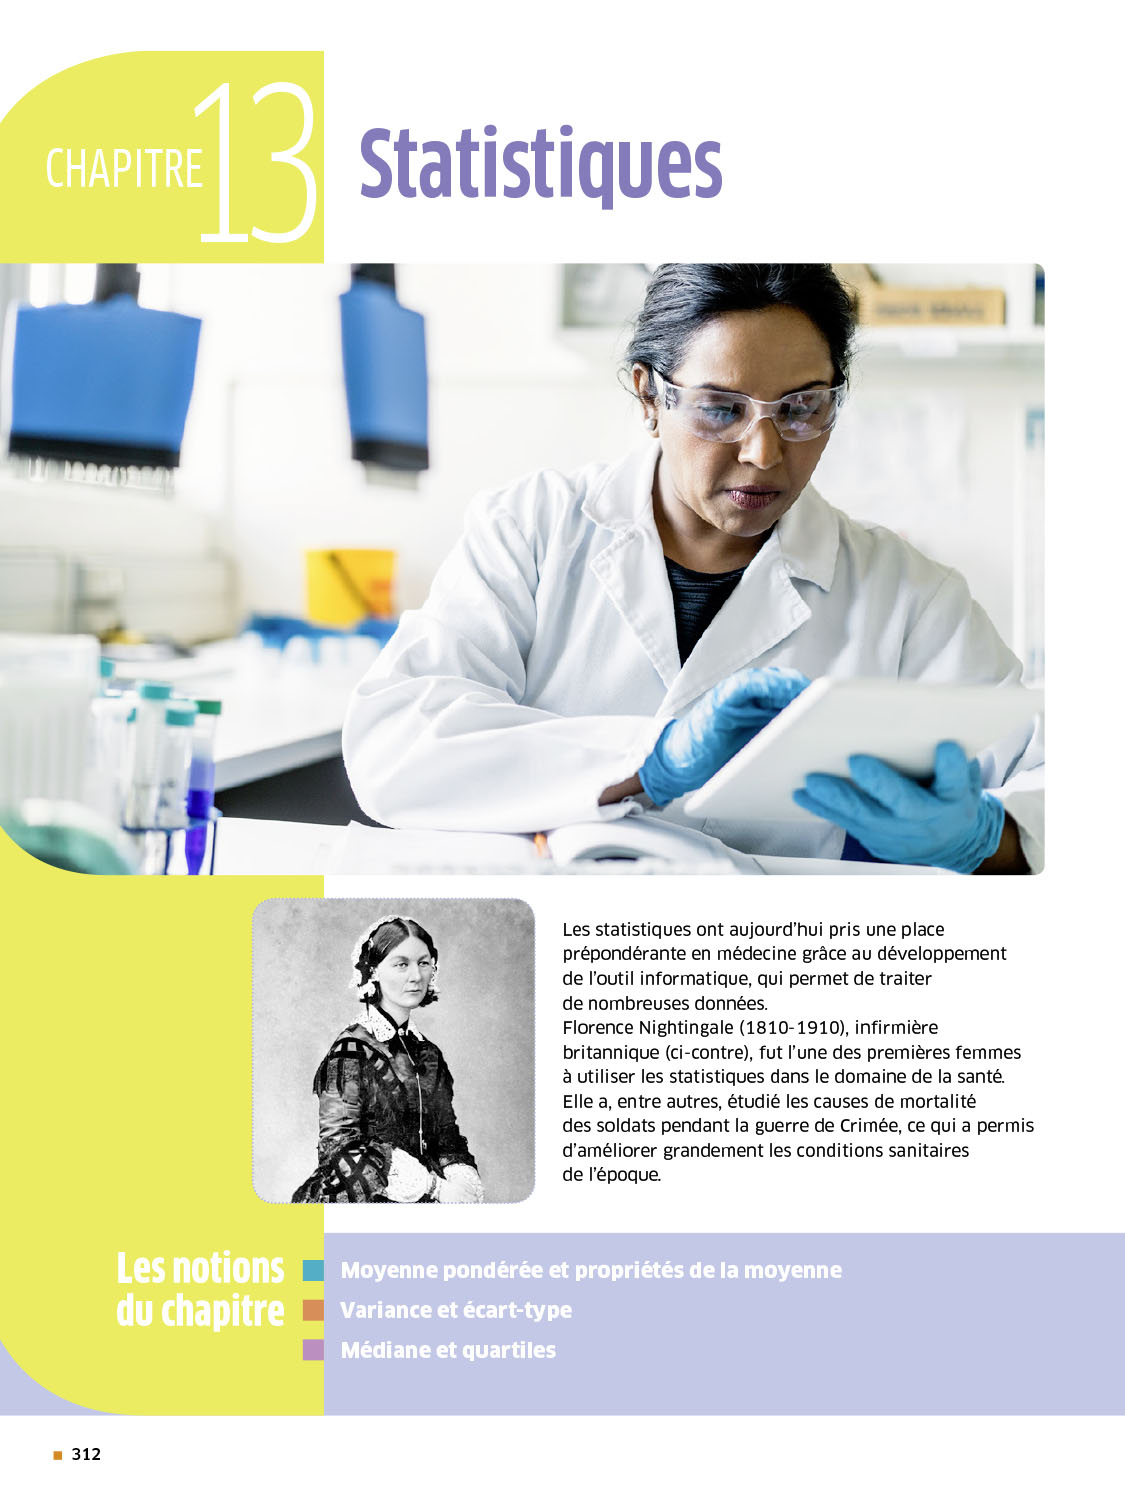 CHAPITRE 13
Statistiques
Les statistiques ont aujourd’hui pris une place
prépondérante en médecine grâce au développement
de l’outil informatique, qui permet de traiter
de nombreuses données.
Florence Nightingale (1810-1910), infirmière
britannique (ci-contre), fut l’une des premières femmes
à utiliser les statistiques dans le domaine de la santé.
Elle a, entre autres, étudié les causes de mortalité
des soldats pendant la guerre de Crimée, ce qui a permis
d’améliorer grandement les conditions sanitaires
de l’époque.
Les notions
du chapitre
Moyenne pondérée et propriétés de la moyenne
Variance et écart-type
Médiane et quartiles
312